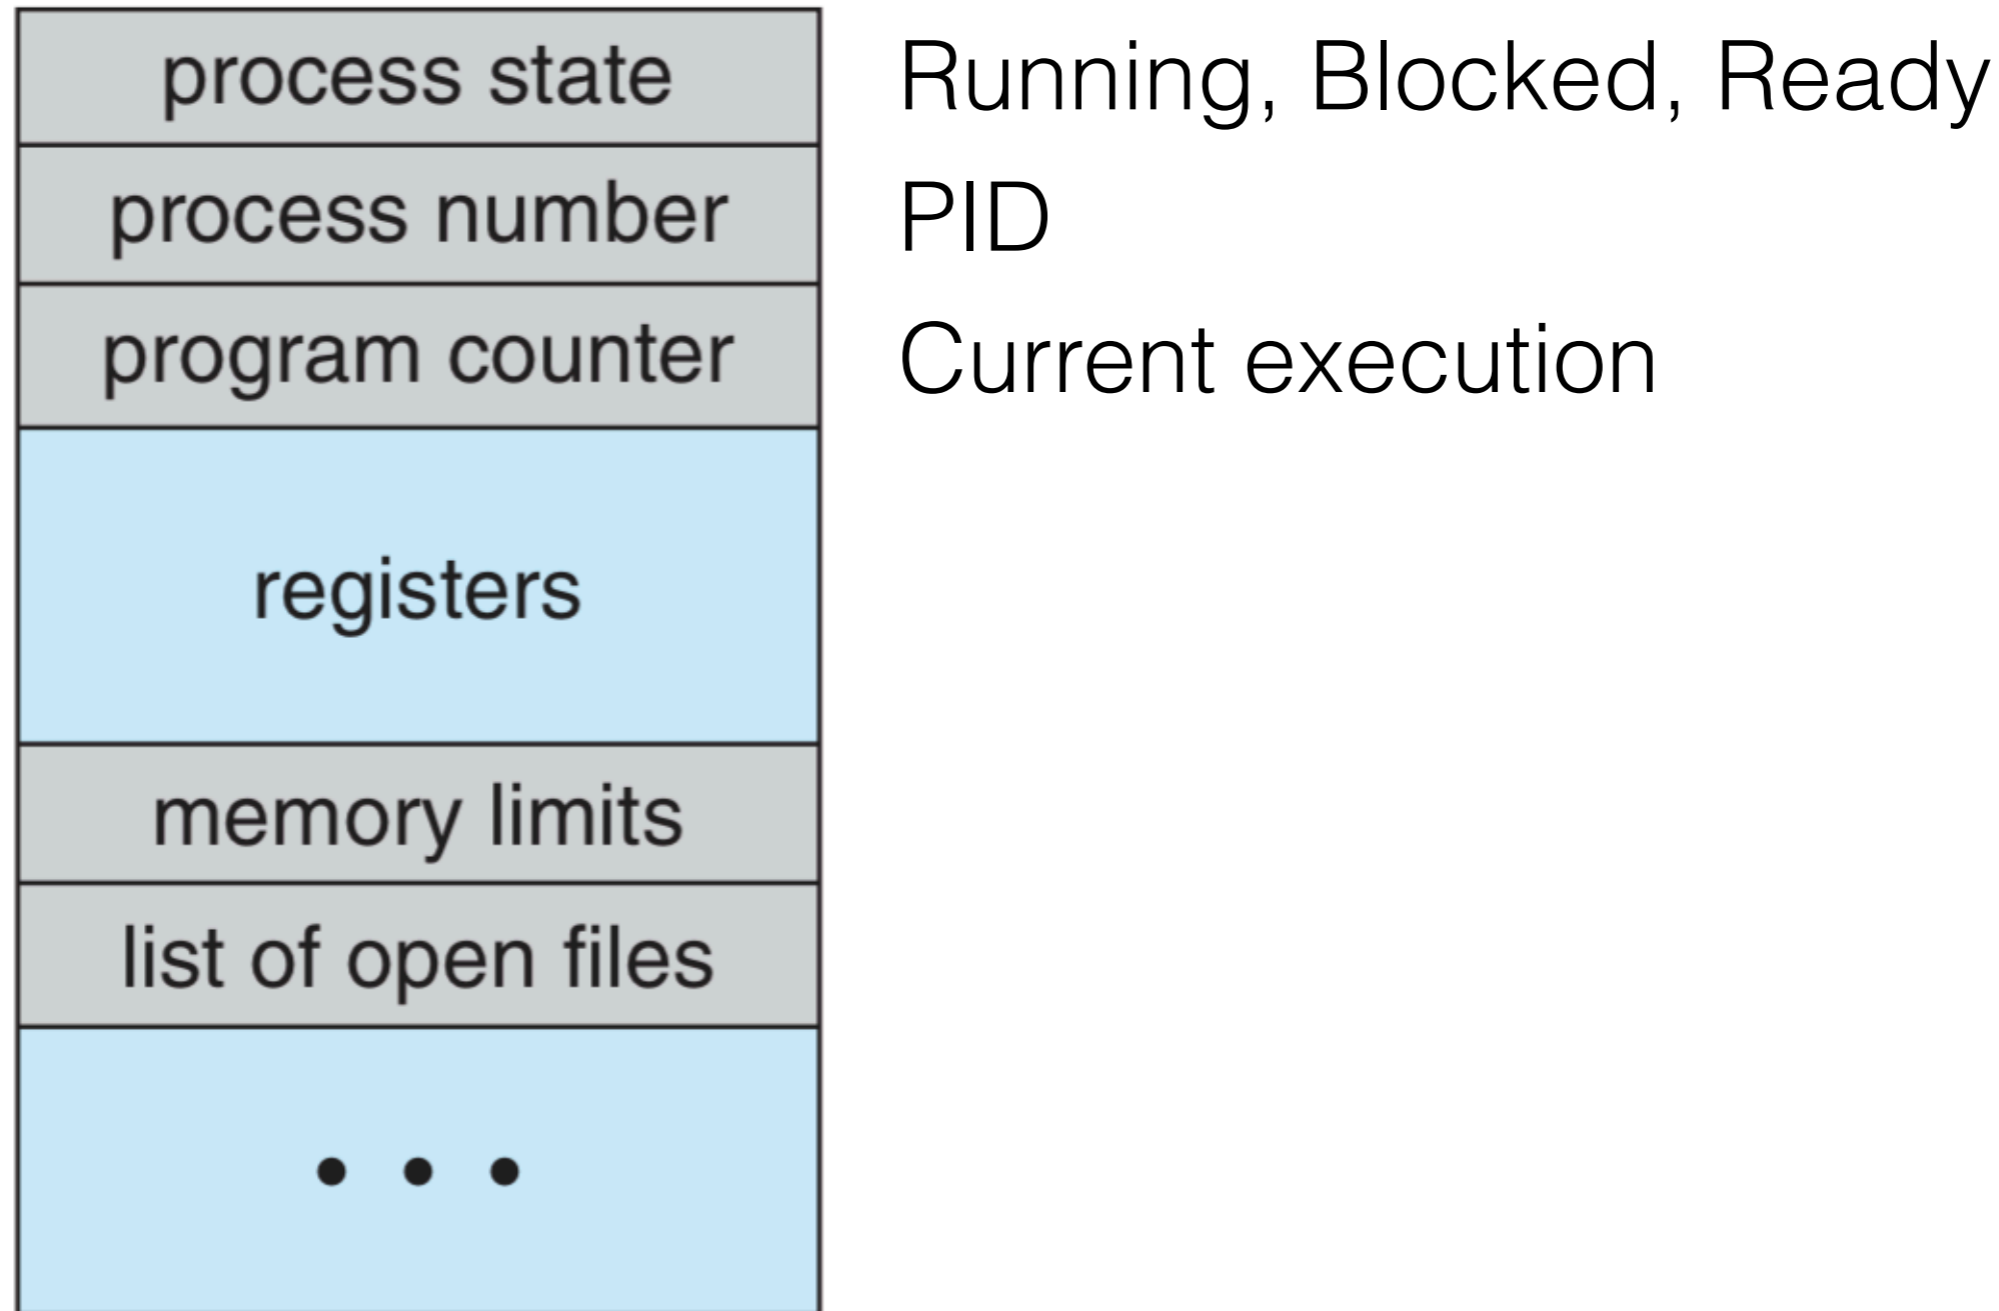 process state
Running, Blocked, Ready
process number
PID
program counter
Current execution
registers
memory limits
list of open files
• • •